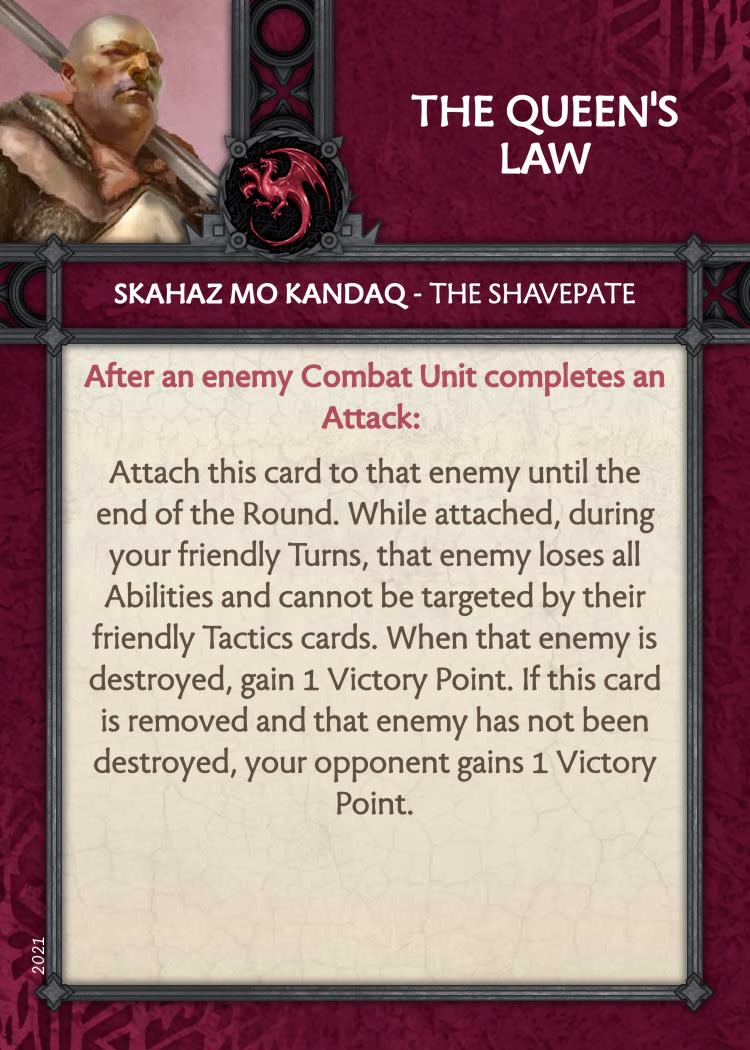 THE QUEEN'S
LAW
SKAHAZ MO KANDAQ - THE SHAVEPATE
After an enemy Combat Unit completes an
Attack:
Attach this card to that enemy until the
end of the Round. While attached, during
your friendly Turns, that enemy loses all
Abilities and cannot be targeted by their
friendly Tactics cards. When that enemy is
destroyed, gain 1 Victory Point. If this card
is removed and that enemy has not been
destroyed, your opponent gains 1 Victory
Point.
2021